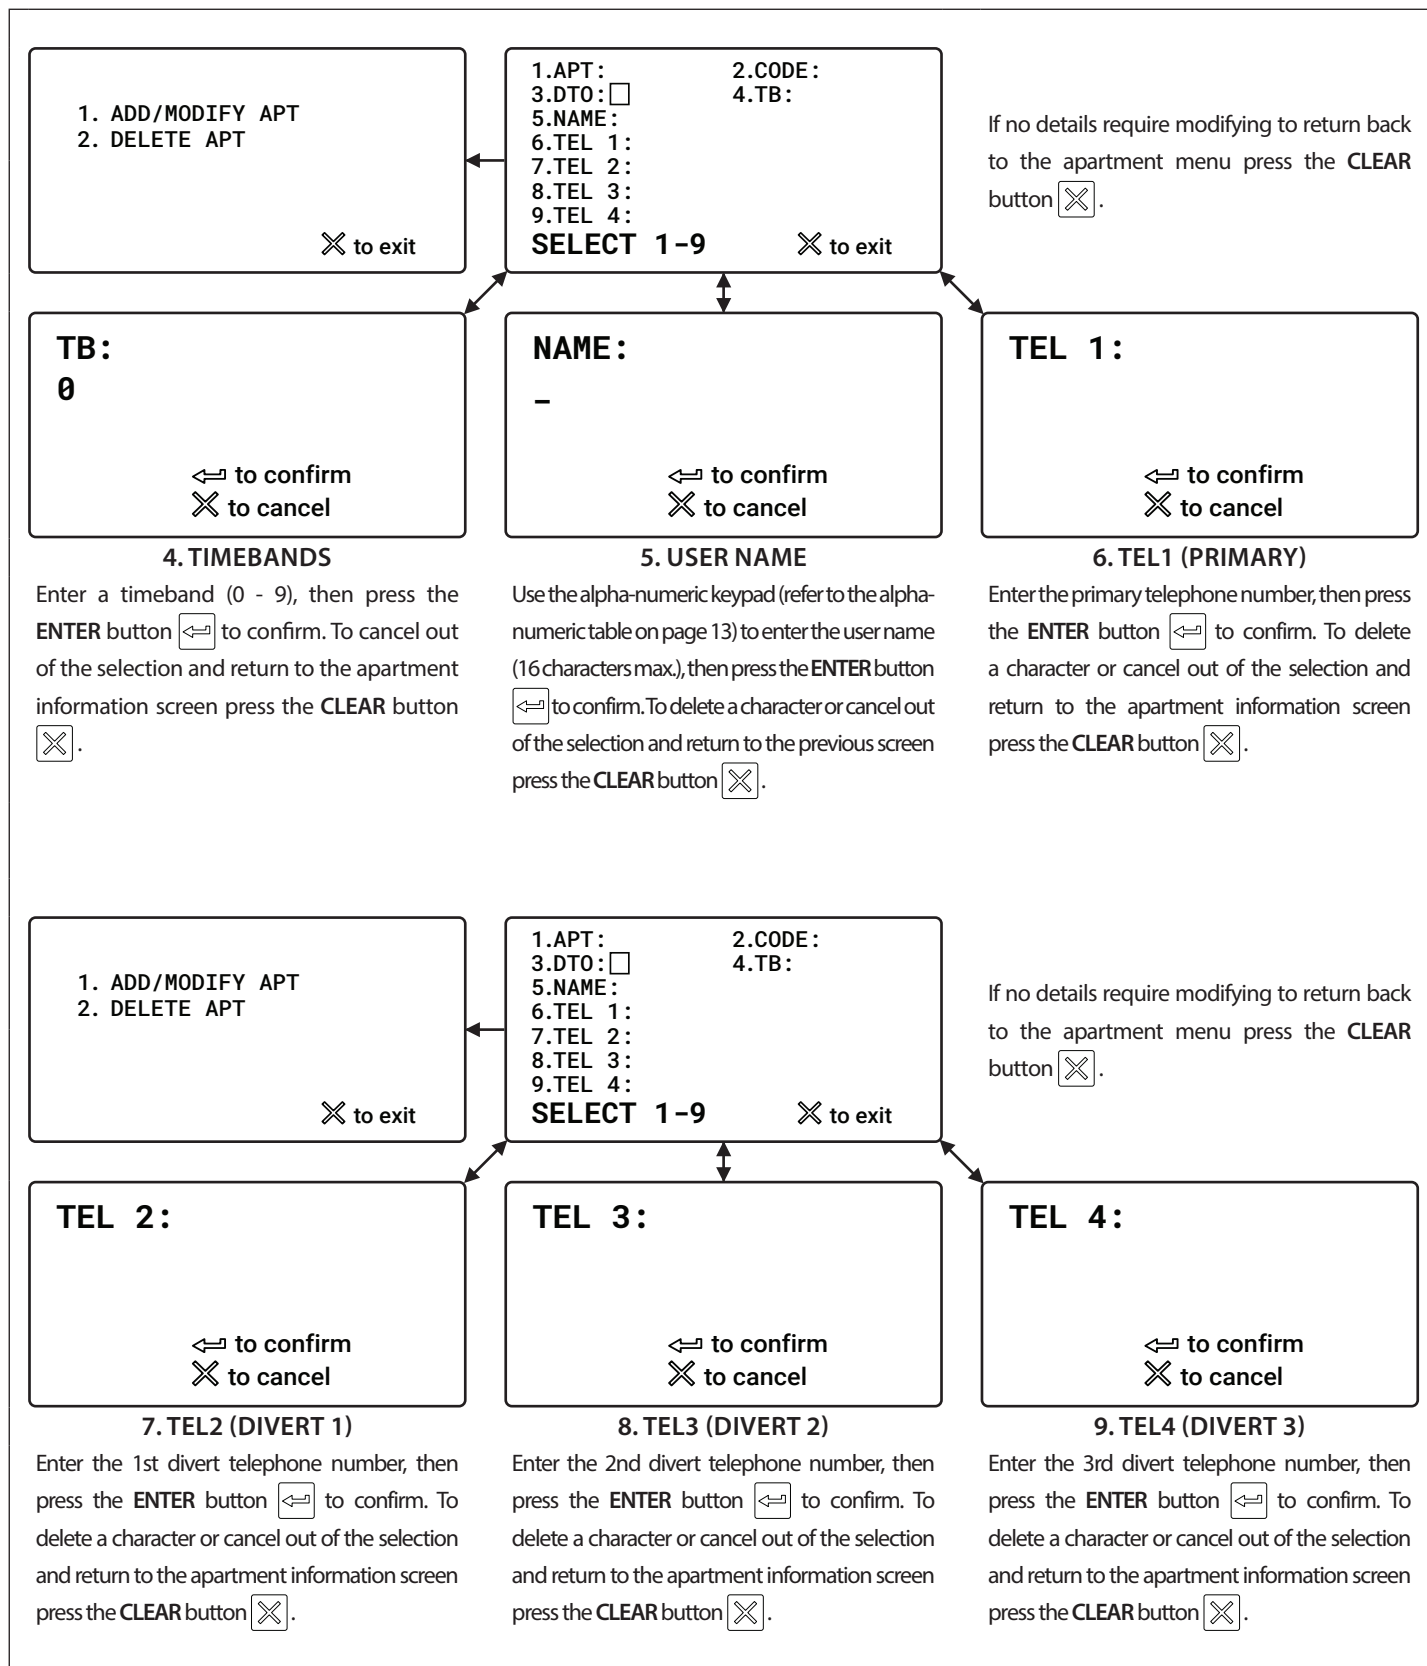 1. ADD/MODIFY APT
2. DELETE APT
to exit
1.APT: 2.CODE:
3.DTO: 4.TB:
5.NAME:
6.TEL 1:
7.TEL 2:
8.TEL 3:
9.TEL 4:
SELECT 1-9 to exit
If no details require modifying to return back
to the apartment menu press the CLEAR
button .
TB:
0
to confirm
to cancel
NAME:
_
to confirm
to cancel
TEL 1:
to confirm
to cancel
4. TIMEBANDS
Enter a timeband (0 - 9), then press the
ENTER button to confirm. To cancel out
of the selection and return to the apartment
information screen press the CLEAR button
.
5. USER NAME
Use the alpha-numeric keypad (refer to the alpha-
numeric table on page 13) to enter the user name
(16 characters max.), then press the ENTER button
to confirm. To delete a character or cancel out
of the selection and return to the previous screen
press the CLEAR button .
6. TEL1 (PRIMARY)
Enter the primary telephone number, then press
the ENTER button to confirm. To delete
a character or cancel out of the selection and
return to the apartment information screen
press the CLEAR button .
1. ADD/MODIFY APT
2. DELETE APT
to exit
1.APT: 2.CODE:
3.DTO: 4.TB:
5.NAME:
6.TEL 1:
7.TEL 2:
8.TEL 3:
9.TEL 4:
SELECT 1-9 to exit
If no details require modifying to return back
to the apartment menu press the CLEAR
button .
TEL 2:
to confirm
to cancel
TEL 3:
to confirm
to cancel
TEL 4:
to confirm
to cancel
7. TEL2 (DIVERT 1)
Enter the 1st divert telephone number, then
press the ENTER button to confirm. To
delete a character or cancel out of the selection
and return to the apartment information screen
press the CLEAR button .
8. TEL3 (DIVERT 2)
Enter the 2nd divert telephone number, then
press the ENTER button to confirm. To
delete a character or cancel out of the selection
and return to the apartment information screen
press the CLEAR button .
9. TEL4 (DIVERT 3)
Enter the 3rd divert telephone number, then
press the ENTER button to confirm. To
delete a character or cancel out of the selection
and return to the apartment information screen
press the CLEAR button .